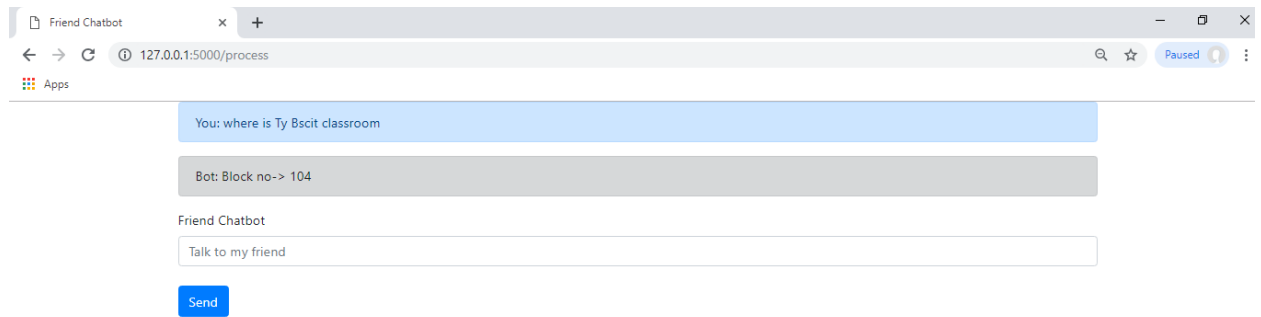 Friend Chatbot
127.0.0.1:5000/process
Paused
Apps
You: where is Ty Bscit classroom
Bot: Block no-> 104
Friend Chatbot
Talk to my friend
Send